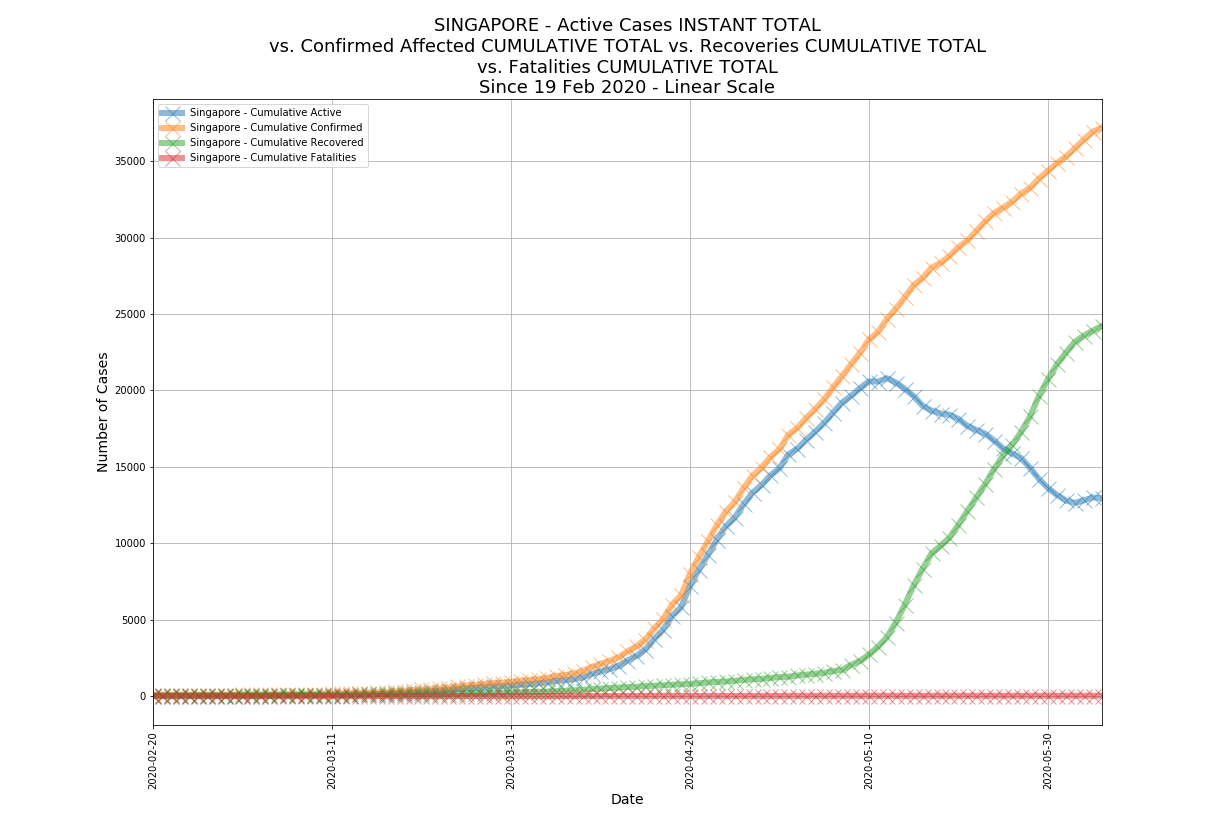 SINGAPORE - Active Cases INSTANT TOTAL
vs. Confirmed Affected CUMULATIVE TOTAL vs. Recoveries CUMULATIVE TOTAL
vs. Fatalities CUMULATIVE TOTAL
Since 19 Feb 2020 - Linear Scale
Singapore - Cumulative Active
Singapore - Cumulative Confirmed
Singapore - Cumulative Recovered
Singapore - Cumulative Fatalities
Number of Cases
35000
30000
25000
20000
15000
10000
5000
0
2020-02-20
2020-03-11
2020-03-31
2020-04-20
2020-05-10
2020-05-30
Date